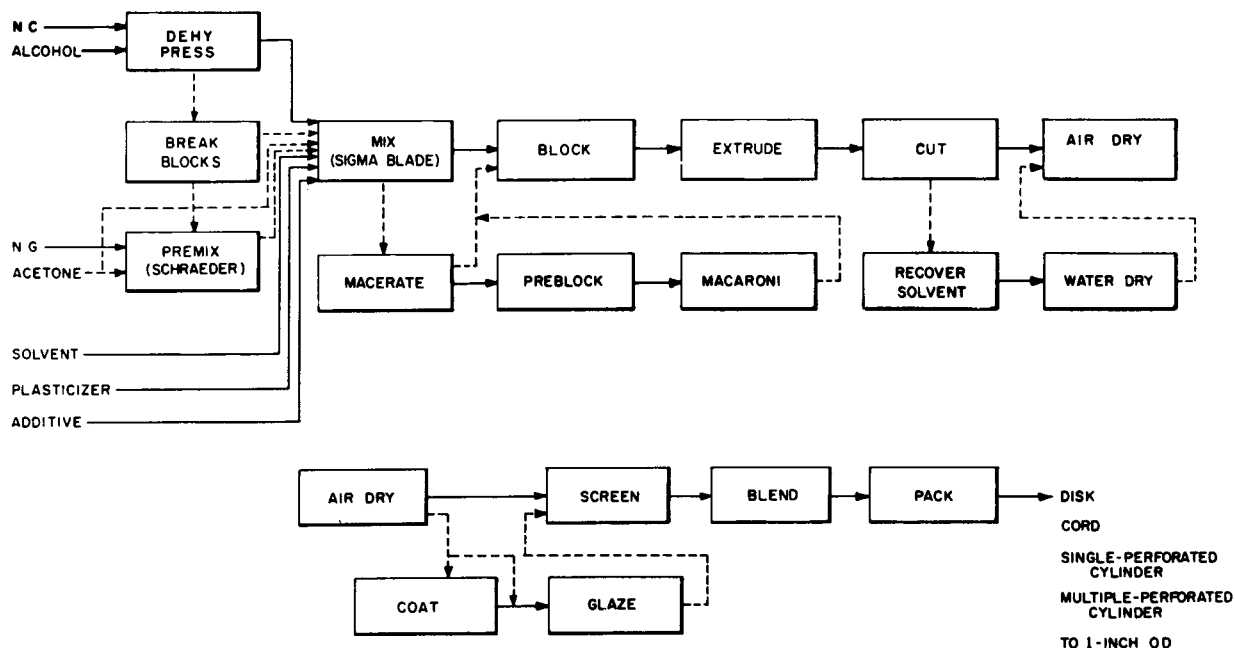 NC
ALCOHOL
DEHY
PRESS
BREAK
BLOCKS
NG
ACETONE
PREMIX
(SCHRAEDER)
SOLVENT
PLASTICIZER
ADDITIVE
MIX
(SIGMA BLADE)
BLOCK
EXTRUDE
CUT
AIR DRY
MACERATE
PREBLOCK
MACARONI
RECOVER
SOLVENT
WATER DRY
AIR DRY
SCREEN
BLEND
PACK
DISK
CORD
SINGLE-PERFORATED
CYLINDER
MULTIPLE-PERFORATED
CYLINDER
TO 1-INCH OD
COAT
GLAZE